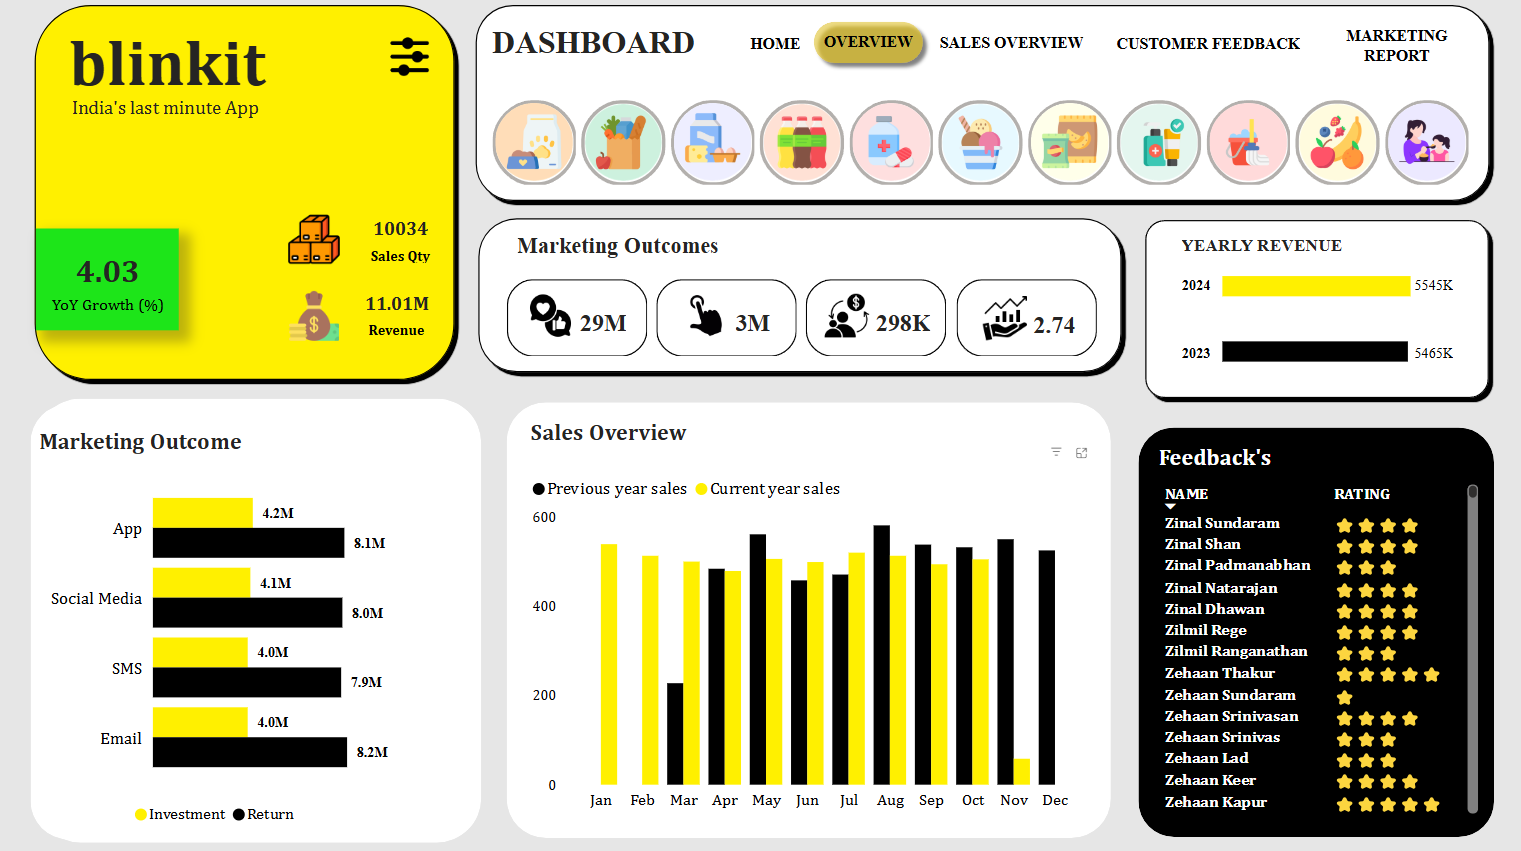 blinkit
India's last minute App
4.03
YoY Growth (%)
10034
Sales Qty
11.01M
Revenue
DASHBOARD
HOME
OVERVIEW
SALES OVERVIEW
CUSTOMER FEEDBACK
MARKETING
REPORT
Marketing Outcomes
29M
3M
298K
2.74
YEARLY REVENUE
2024
5545K
2023
5465K
Marketing Outcome
App
4.2M
8.1M
Social Media
4.1M
8.0M
SMS
4.0M
7.9M
Email
4.0M
8.2M
Investment Return
Sales Overview
Previous year sales Current year sales
600
400
200
0
Jan Feb Mar Apr May Jun Jul Aug Sep Oct Nov Dec
Feedback's
NAME RATING
Zinal Sundaram
Zinal Shan
Zinal Padmanabhan
Zinal Natarajan
Zinal Dhawan
Zilmil Rege
Zilmil Ranganathan
Zehaan Thakur
Zehaan Sundaram
Zehaan Srinivasan
Zehaan Srinivas
Zehaan Lad
Zehaan Keer
Zehaan Kapur